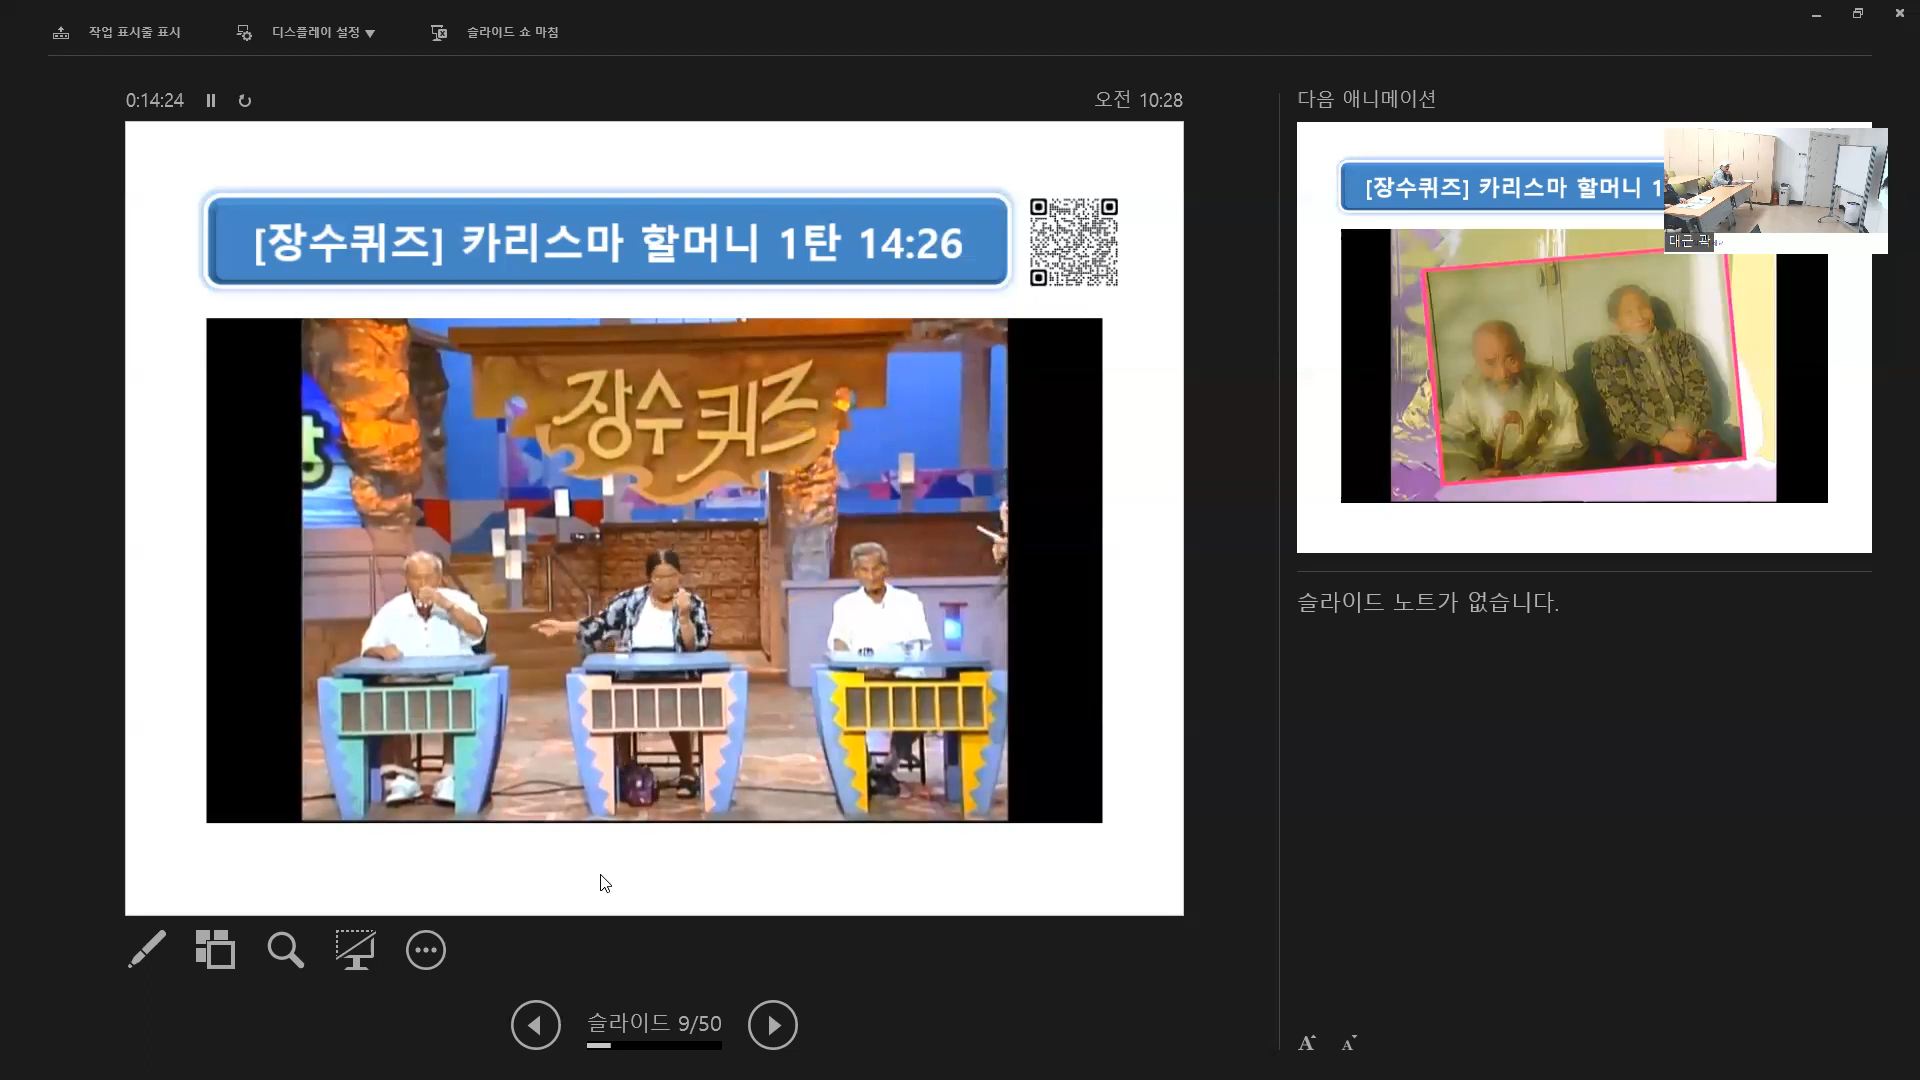 작업 표시줄 표시
디스플레이 설정 ▼
슬라이드 쇼 마침
0:14:24
오전 10:28
다음 애니메이션
[장수퀴즈] 카리스마 할머니 1탄 14:26
장수퀴즈
[장수퀴즈] 카리스마 할머니 1
대근 곽
슬라이드 노트가 없습니다.
슬라이드 9/50